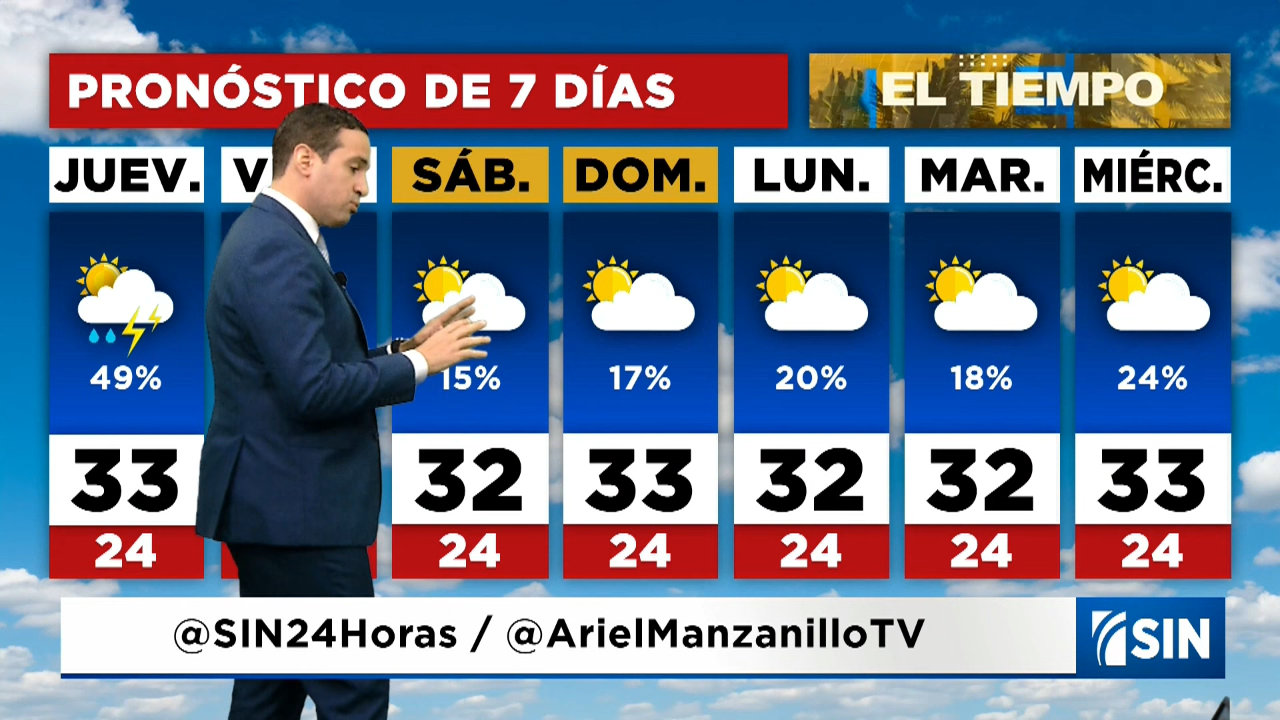 PRONÓSTICO DE 7 DÍAS
EL TIEMPO
JUEV. V SÁB. DOM. LUN. MAR. MIÉRC.
49% 15% 17% 20% 18% 24%
33 32 33 32 32 33
24 24 24 24 24 24
@SIN24Horas / @ArielManzanilloTV
SIN